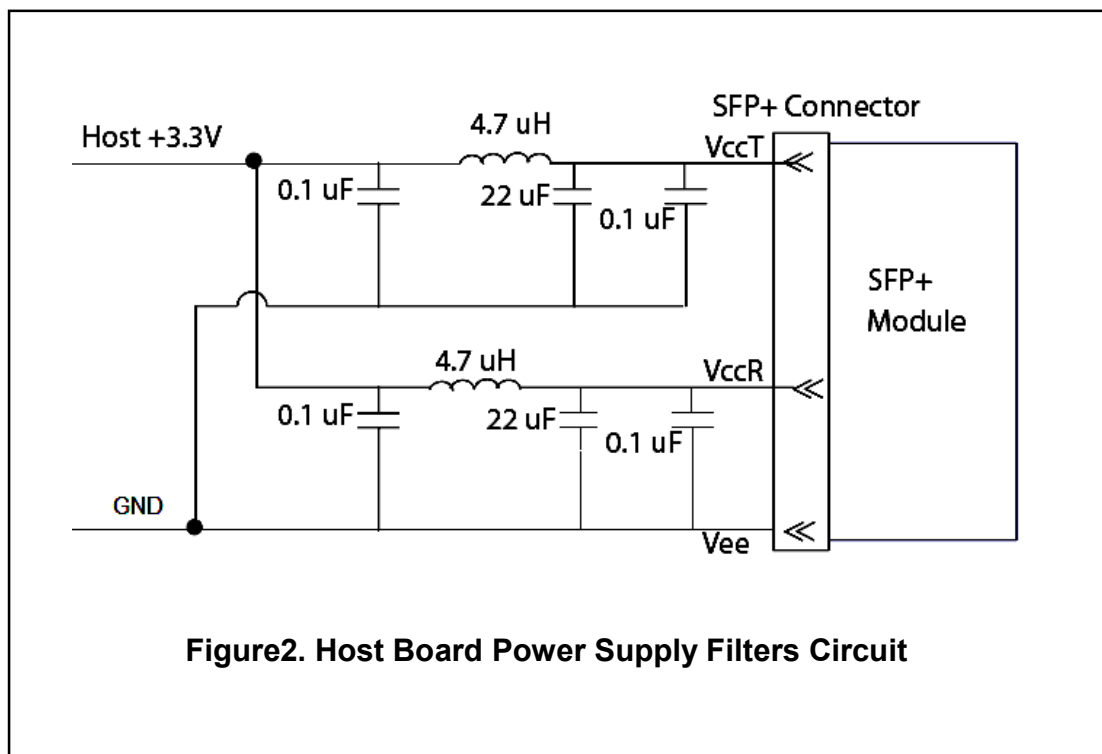 SFP+ Connector
4.7 uH
Host +3.3V
VccT
0.1 uF
22 uF
0.1 uF
SFP+
Module
4.7 uH
VccR
0.1 uF
22 uF
0.1 uF
GND
Vee
Figure2. Host Board Power Supply Filters Circuit